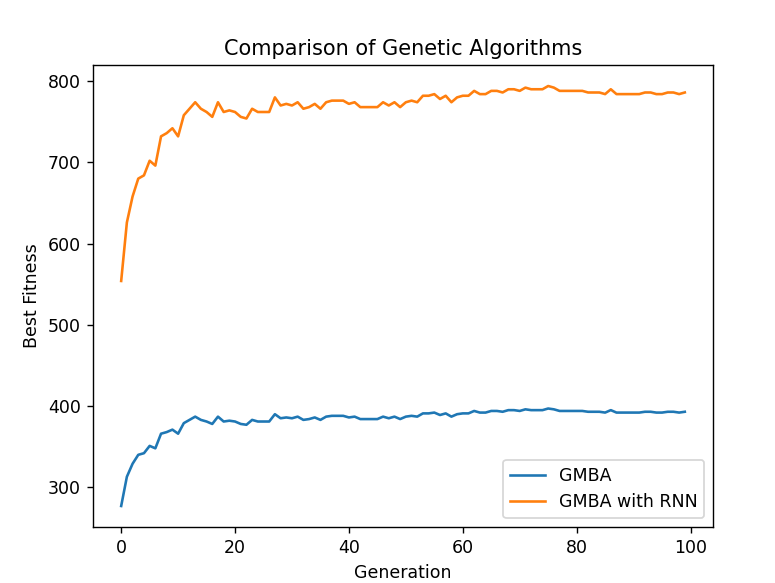 Comparison of Genetic Algorithms
800
700
600
500
400
300
Best Fitness
GMBA
GMBA with RNN
0 20 40 60 80 100
Generation